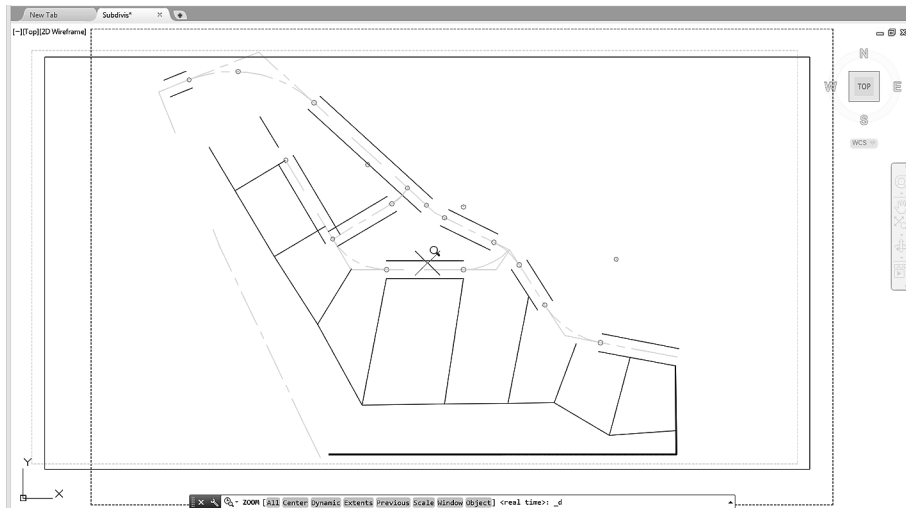 New Tab
Subdivis*
[−][Top][2D Wireframe]
N
W TOP E
S
WCS
Y
X
ZOOM [All Center Dynamic Extents Previous Scale Window Object] <real time>: _d